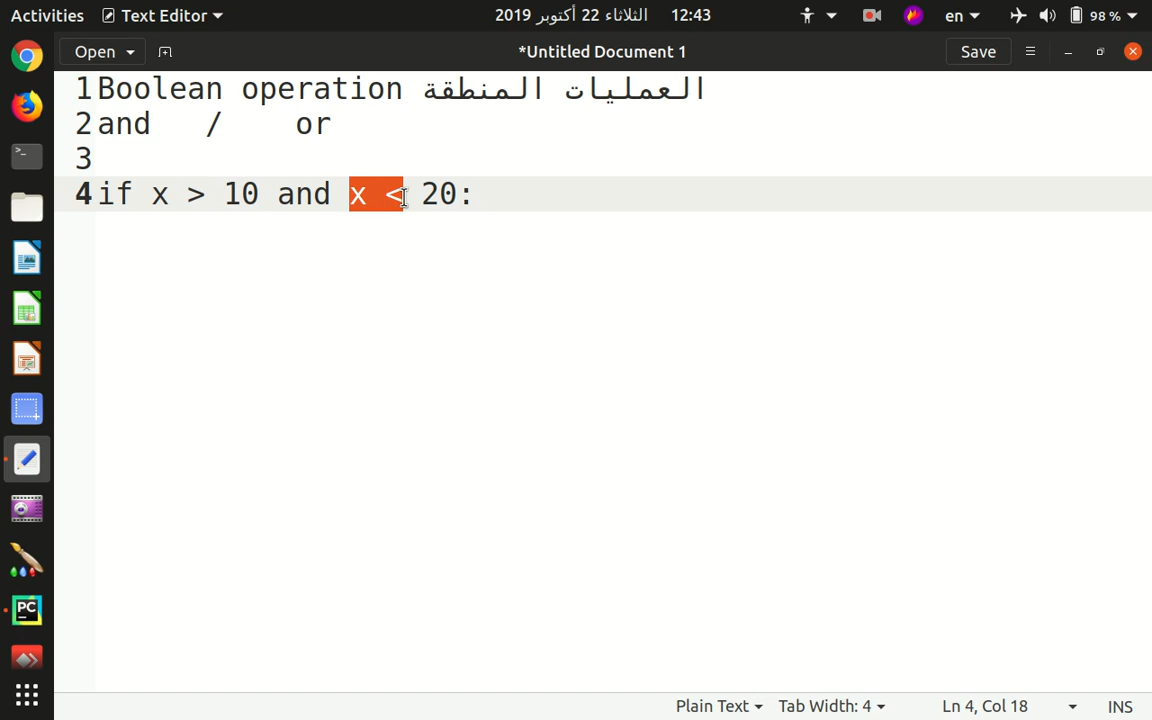 Activities Text Editor الثلاثاء 22 أكتوبر 2019 12:43 en 98 %
Open *Untitled Document 1 Save
1 Boolean operation العمليات المنطقة
2 and / or
3
4 if x > 10 and x < 20:
PC
Plain Text Tab Width: 4 Ln 4, Col 18 INS